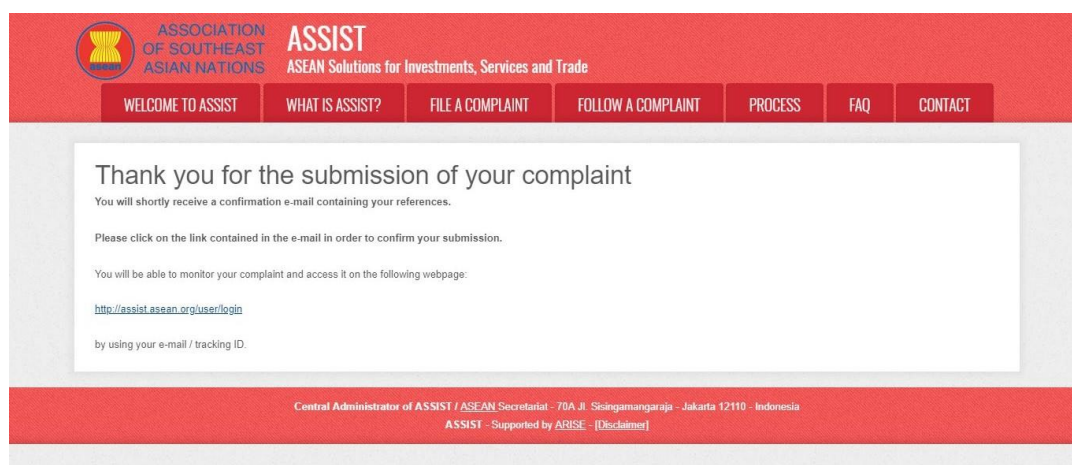 ASSOCIATION
OF SOUTHEAST
ASIAN NATIONS
asean
ASSIST
ASEAN Solutions for Investments, Services and Trade
WELCOME TO ASSIST WHAT IS ASSIST? FILE A COMPLAINT FOLLOW A COMPLAINT PROCESS FAQ CONTACT
Thank you for the submission of your complaint
You will shortly receive a confirmation e-mail containing your references.
Please click on the link contained in the e-mail in order to confirm your submission.
You will be able to monitor your complaint and access it on the following webpage:
http://assist.asean.org/user/login
by using your e-mail / tracking ID.
Central Administrator of ASSIST / ASEAN Secretariat - 70A Jl. Sisingamangaraja - Jakarta 12110 - Indonesia
ASSIST - Supported by ARISE - [Disclaimer]